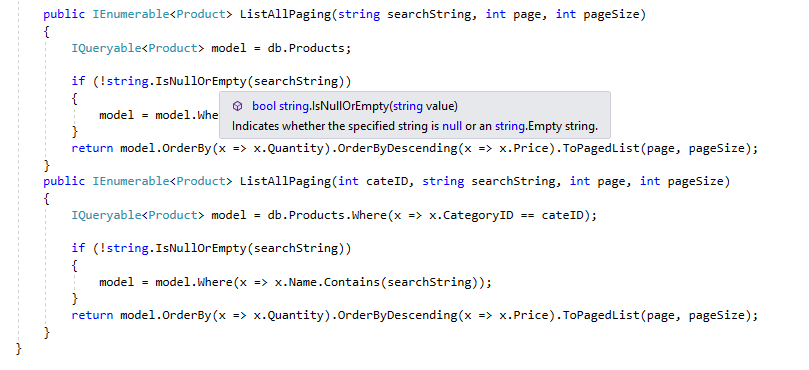 public IEnumerable<Product> ListAllPaging(string searchString, int page, int pageSize)
{
IQueryable<Product> model = db.Products;
if (!string.IsNullOrEmpty(searchString))
{
model = model.Whe
bool string.IsNullOrEmpty(string value)
Indicates whether the specified string is null or an string.Empty string.
}
return model.OrderBy(x => x.Quantity).OrderByDescending(x => x.Price).ToPagedList(page, pageSize);
}
public IEnumerable<Product> ListAllPaging(int cateID, string searchString, int page, int pageSize)
{
IQueryable<Product> model = db.Products.Where(x => x.CategoryID == cateID);
if (!string.IsNullOrEmpty(searchString))
{
model = model.Where(x => x.Name.Contains(searchString));
}
return model.OrderBy(x => x.Quantity).OrderByDescending(x => x.Price).ToPagedList(page, pageSize);
}
}